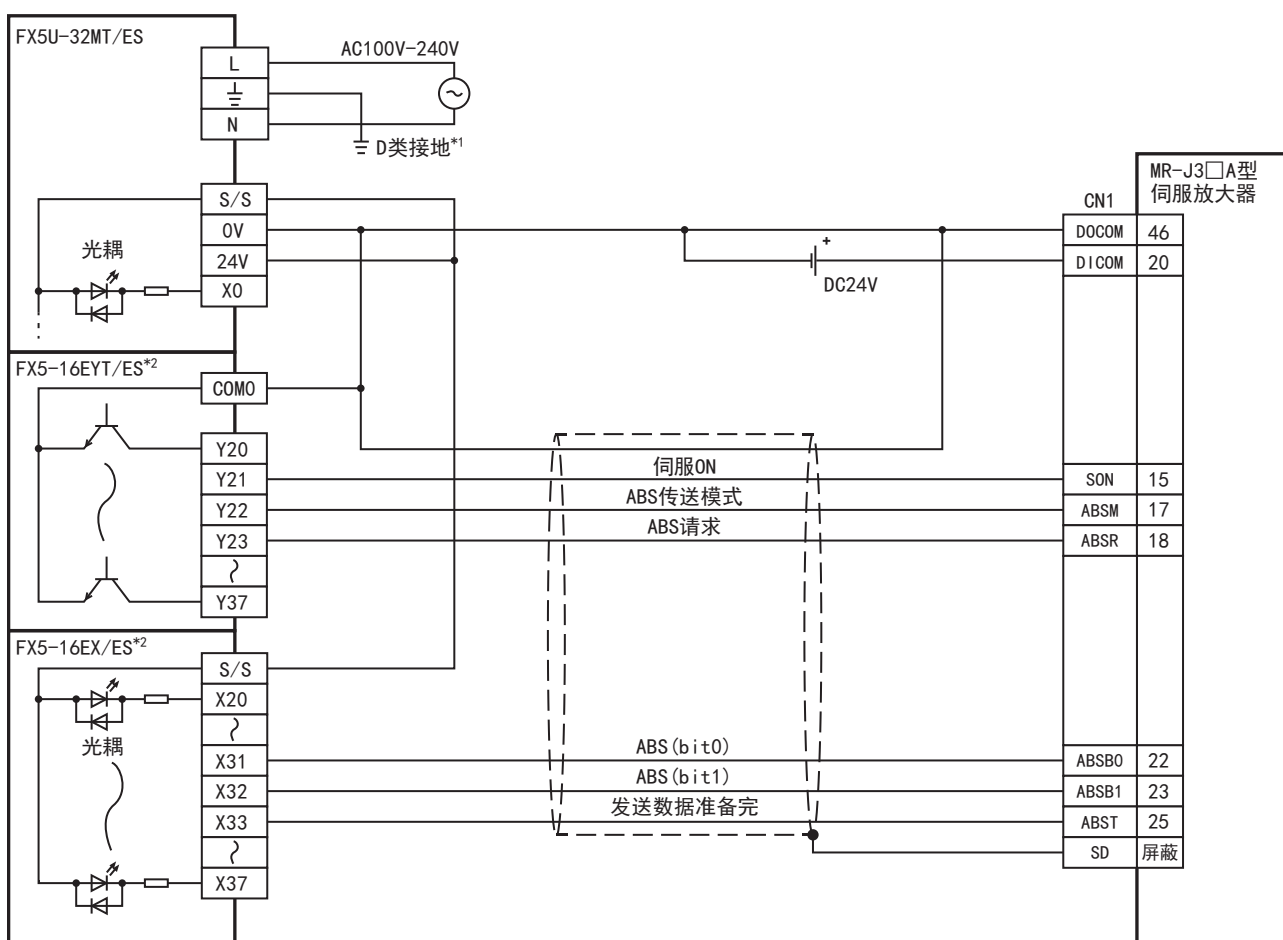 FX5U-32MT/ES
L
AC100V-240V
N
D类接地*1
MR-J3□A型
伺服放大器
CN1
S/S
0V
24V
X0
光耦
DOCOM 46
DICOM 20
DC24V
+
FX5-16EYT/ES*2
COM0
Y20
Y21 伺服ON SON 15
Y22 ABS传送模式 ABSM 17
Y23 ABS请求 ABSR 18
Y37
FX5-16EX/ES*2
S/S
X20
光耦
X31 ABS(bit0) ABSB0 22
X32 ABS(bit1) ABSB1 23
X33 发送数据准备完 ABST 25
SD 屏蔽
X37